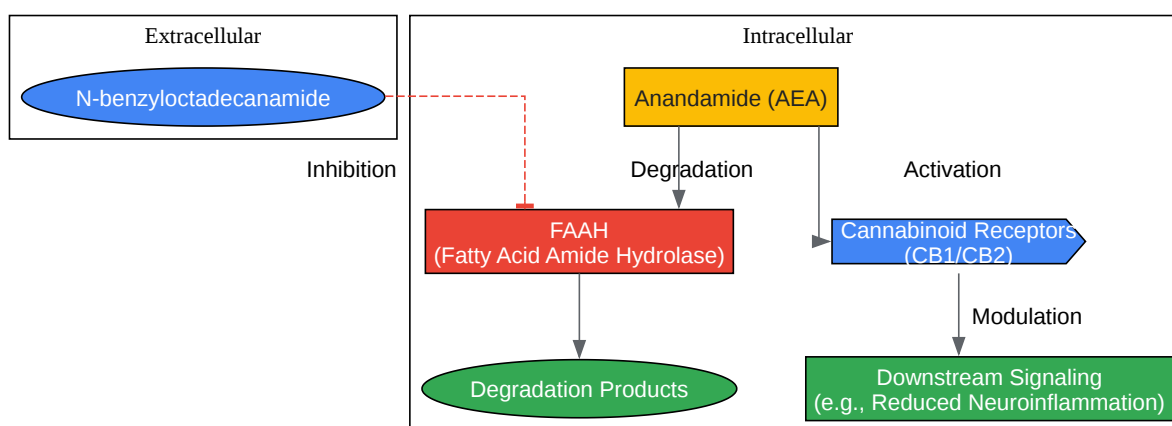 Extracellular
Intracellular
N-benzyloctadecanamide
Anandamide (AEA)
Inhibition
Degradation
Activation
FAAH
(Fatty Acid Amide Hydrolase)
Cannabinoid Receptors
(CB1/CB2)
Modulation
Degradation Products
Downstream Signaling
(e.g., Reduced Neuroinflammation)